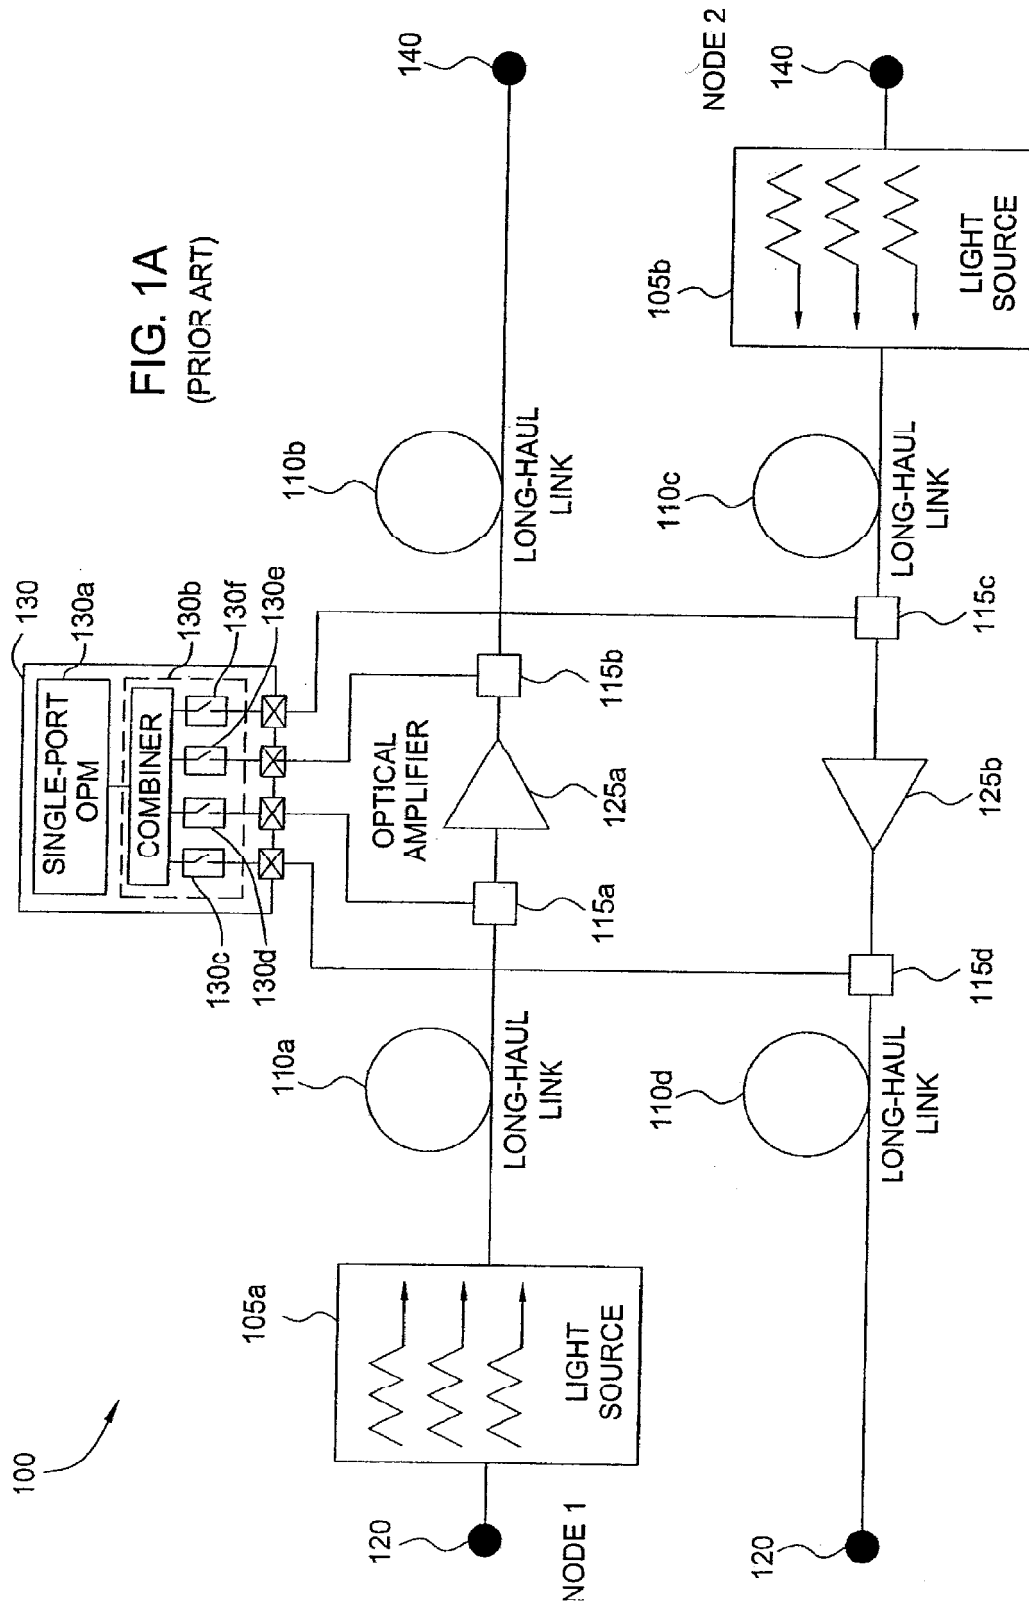 100
FIG. 1A
(PRIOR ART)
130
130a
130b
130f
130e
SINGLE-PORT
OPM
COMBINER
130c
130d
OPTICAL
AMPLIFIER
120
NODE 1
105a
LIGHT
SOURCE
110a
LONG-HAUL
LINK
115a
125a
115b
110b
LONG-HAUL
LINK
140
120
110d
LONG-HAUL
LINK
115d
125b
115c
110c
LONG-HAUL
LINK
105b
LIGHT
SOURCE
NODE 2
140